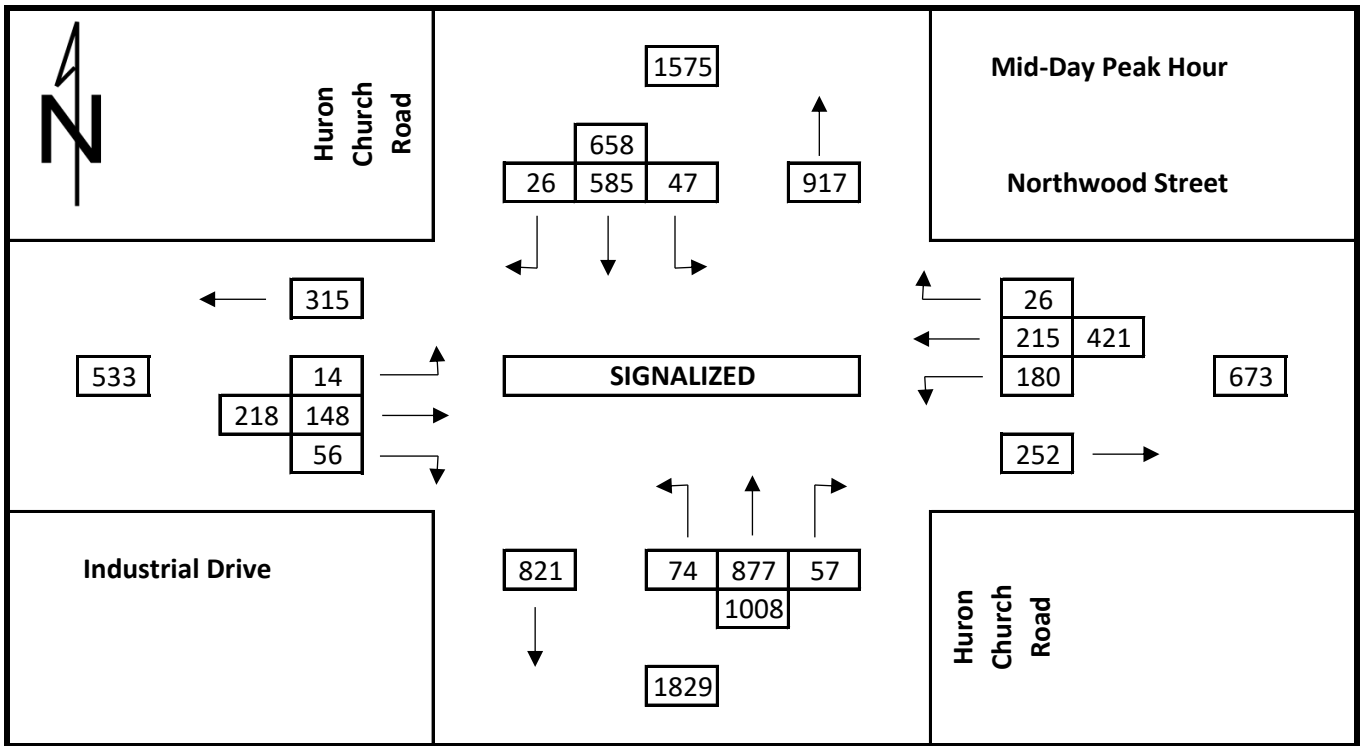 N
Huron
Church
Road
1575
658
26 585 47
917
Mid-Day Peak Hour
Northwood Street
315
533
14
218 148
56
SIGNALIZED
26
215 421
180
673
252
Industrial Drive
821
74 877 57
1008
1829
Huron
Church
Road